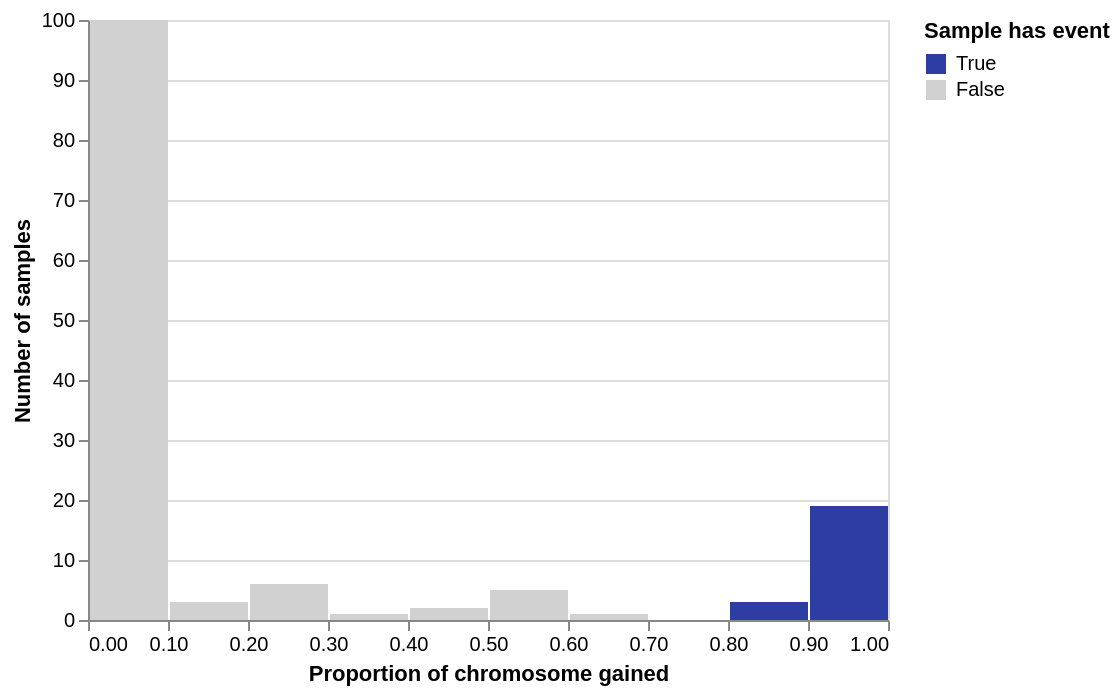 100
90
80
70
60
50
40
30
20
10
0
Number of samples
0.00 0.10 0.20 0.30 0.40 0.50 0.60 0.70 0.80 0.90 1.00
Proportion of chromosome gained
Sample has event
True
False